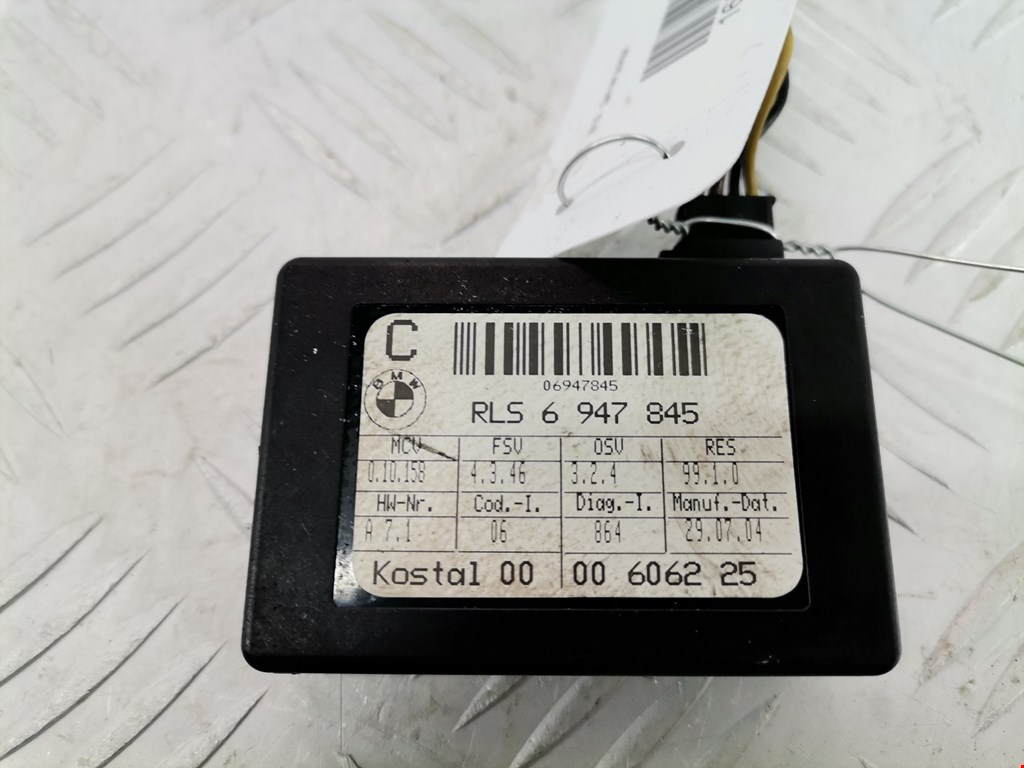 C
06947845
BMW
RLS 6 947 845
MCV FSV OSV RES
0.10.158 4.3.46 3.2.4 99.1.0
HW-Nr. Cod.-I. Diag.-I. Manuf.-Dat.
A 7.1 06 864 29.07.04
Kostal 00 00 6062 25